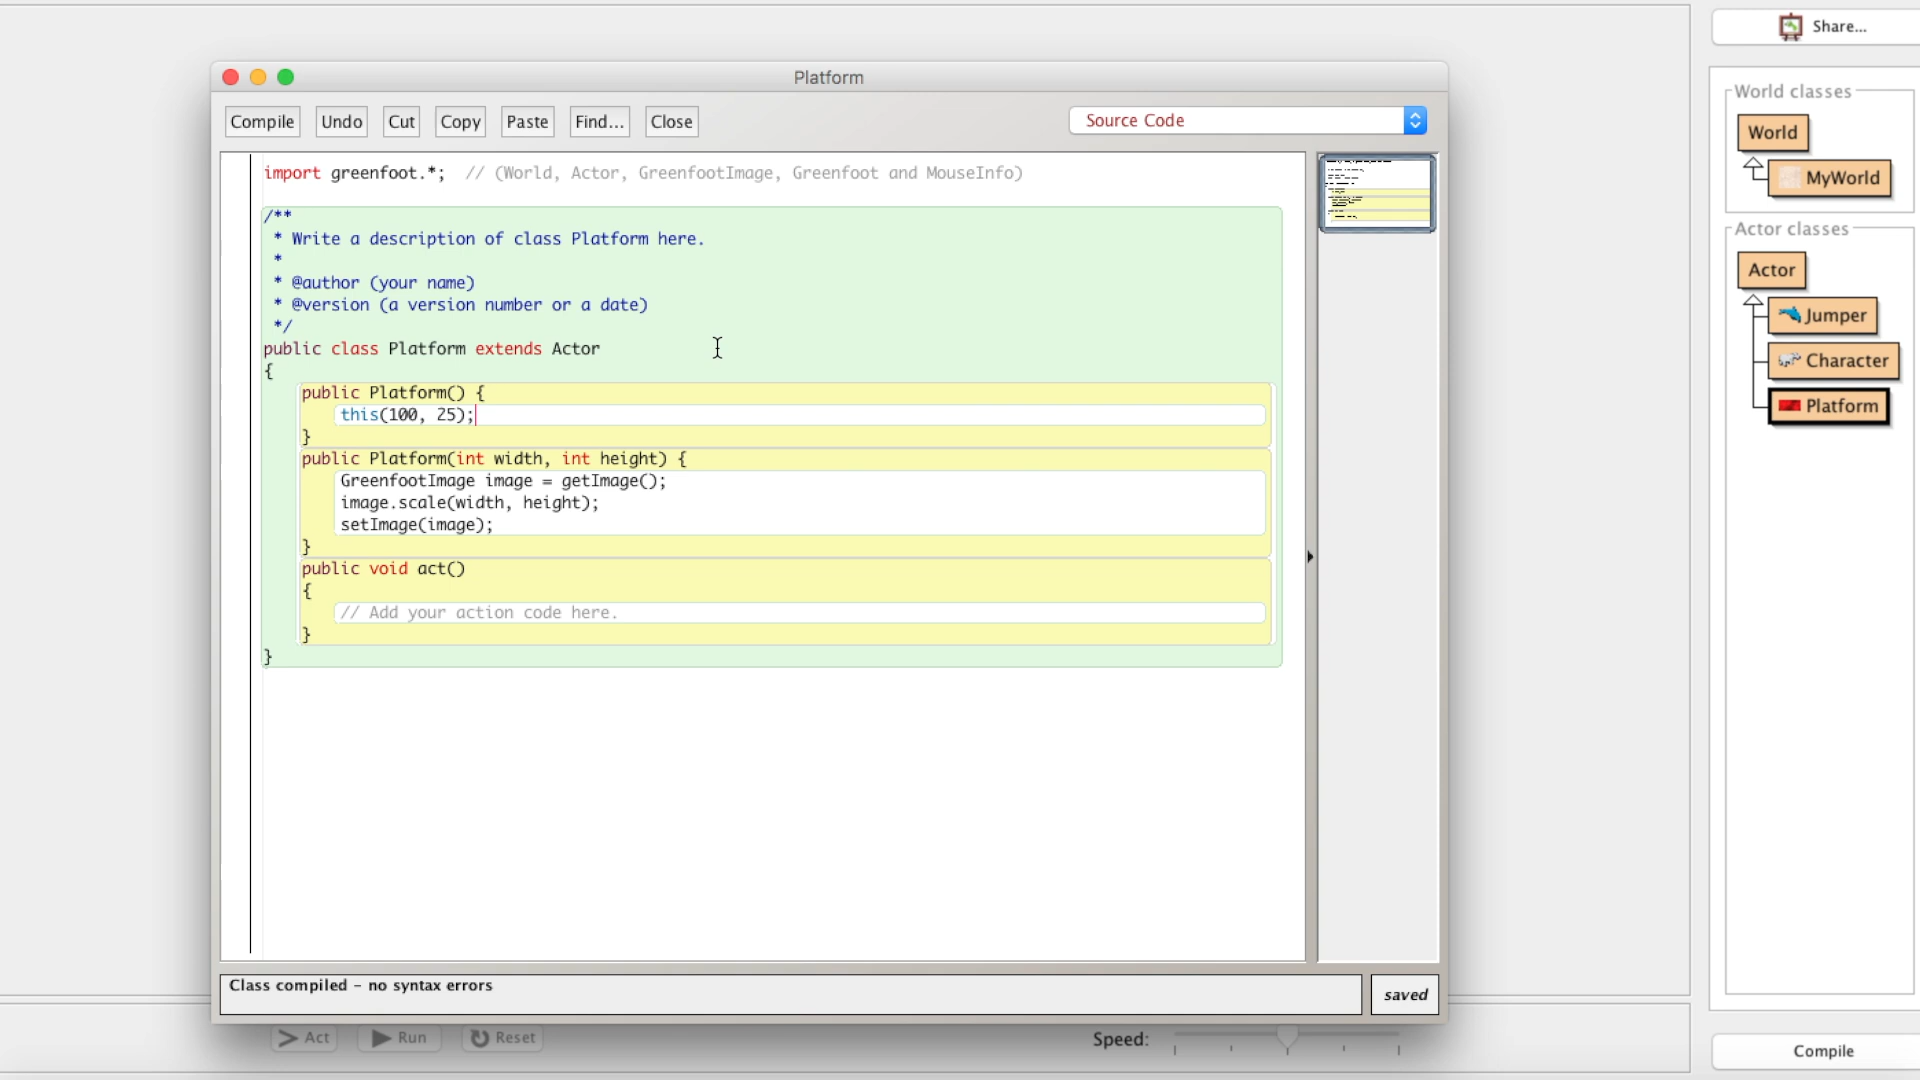 Share...
Platform
Compile Undo Cut Copy Paste Find... Close Source Code
import greenfoot.*;  // (World, Actor, GreenfootImage, Greenfoot and MouseInfo)
/**
 * Write a description of class Platform here.
 *
 * @author (your name)
 * @version (a version number or a date)
 */
public class Platform extends Actor
{
    public Platform() {
        this(100, 25);
    }
    public Platform(int width, int height) {
        GreenfootImage image = getImage();
        image.scale(width, height);
        setImage(image);
    }
    public void act()
    {
        // Add your action code here.
    }
}
Class compiled - no syntax errors
saved
World classes
World
MyWorld
Actor classes
Actor
Jumper
Character
Platform
Act Run Reset Speed:
Compile